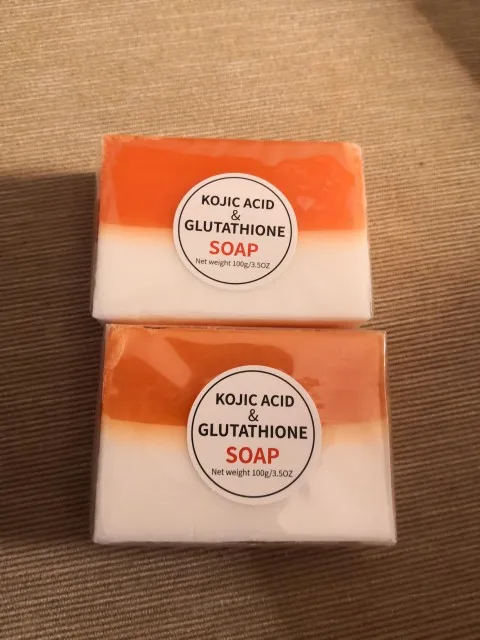 KOJIC ACID
&
GLUTATHIONE
SOAP
Net weight 100g/3.5OZ
KOJIC ACID
&
GLUTATHIONE
SOAP
Net weight 100g/3.5OZ